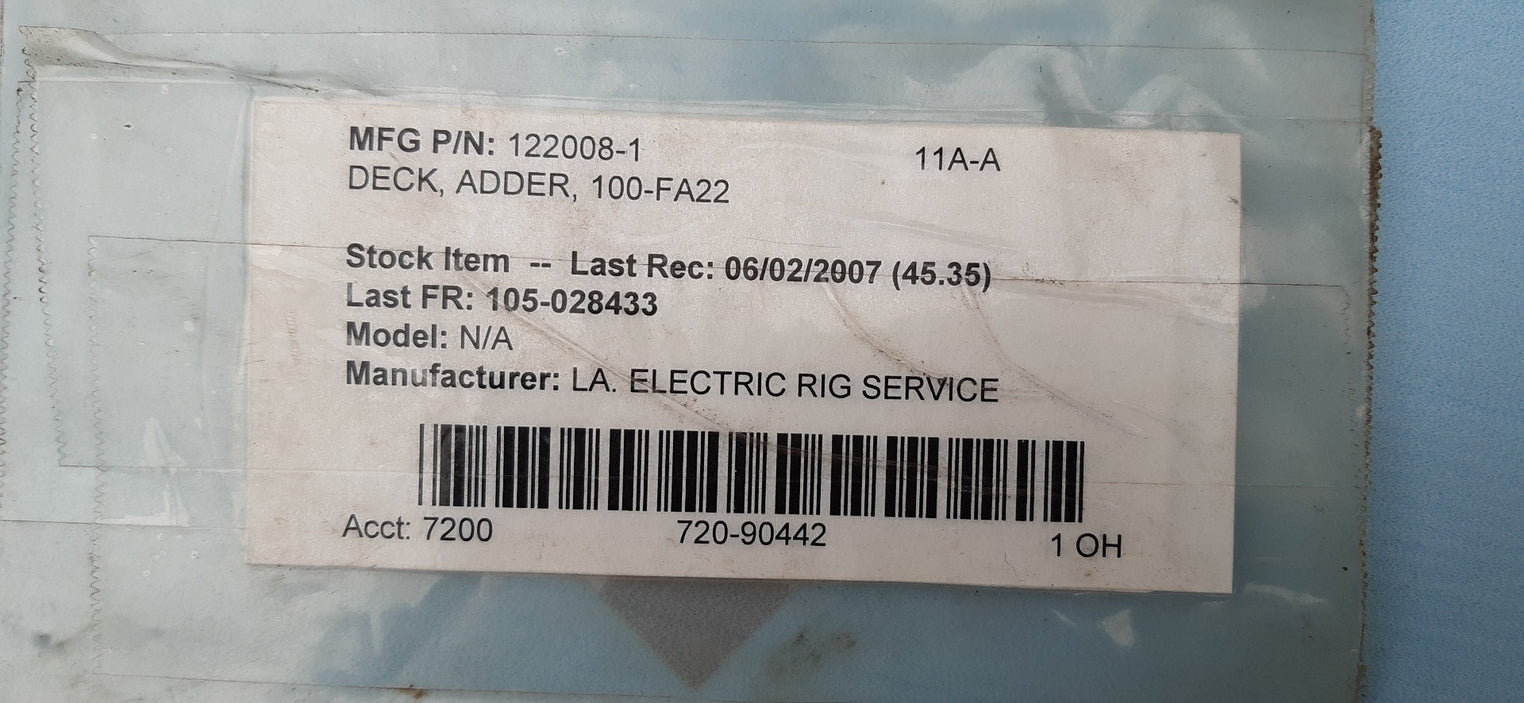 MFG P/N: 122008-1 11A-A
DECK, ADDER, 100-FA22
Stock Item -- Last Rec: 06/02/2007 (45.35)
Last FR: 105-028433
Model: N/A
Manufacturer: LA. ELECTRIC RIG SERVICE
Acct: 7200 720-90442 1 OH